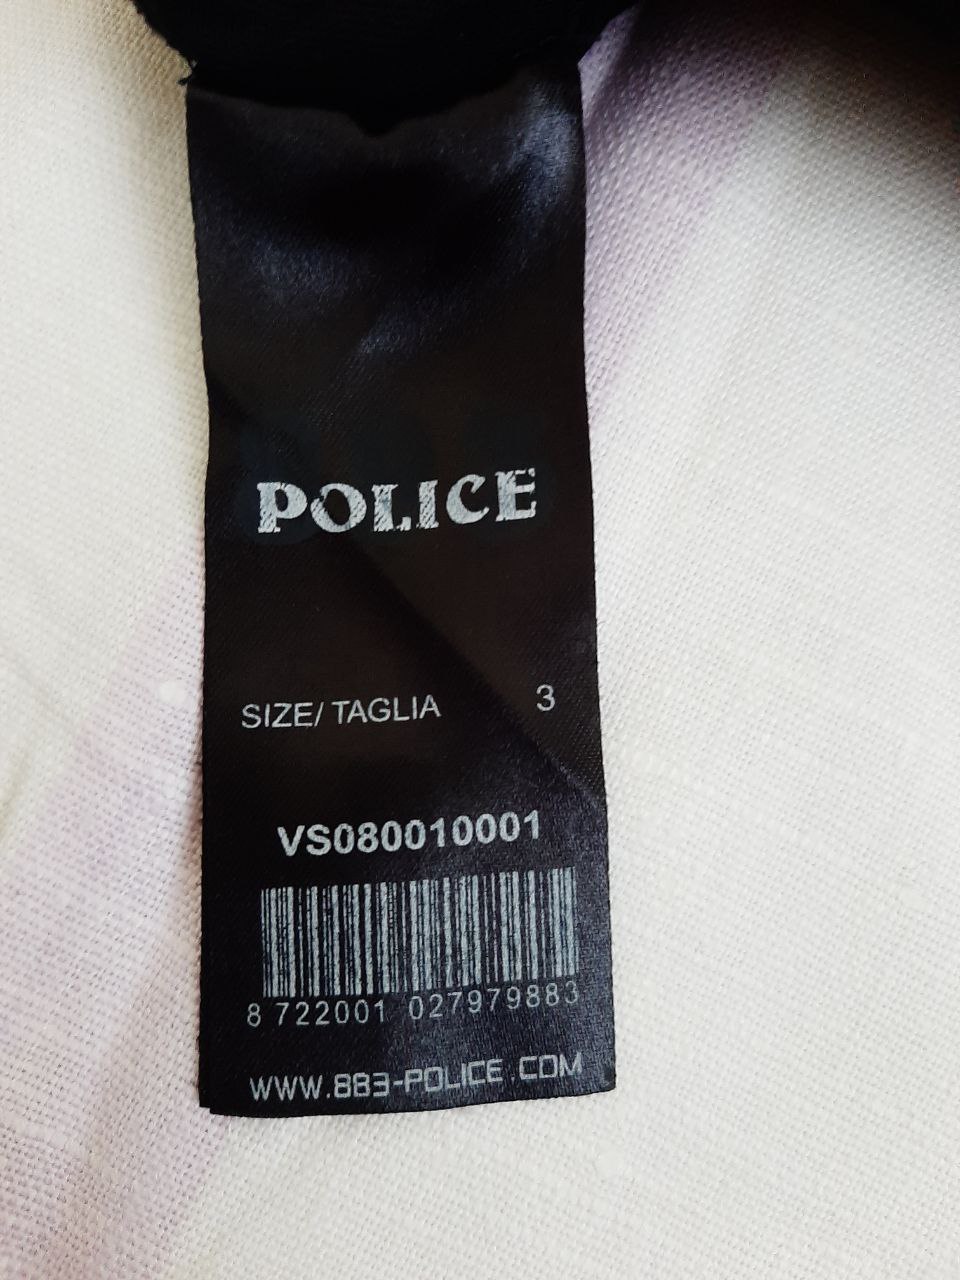 POLICE
SIZE/ TAGLIA 3
VS080010001
8 722001 027979883
WWW.883-POLICE.COM